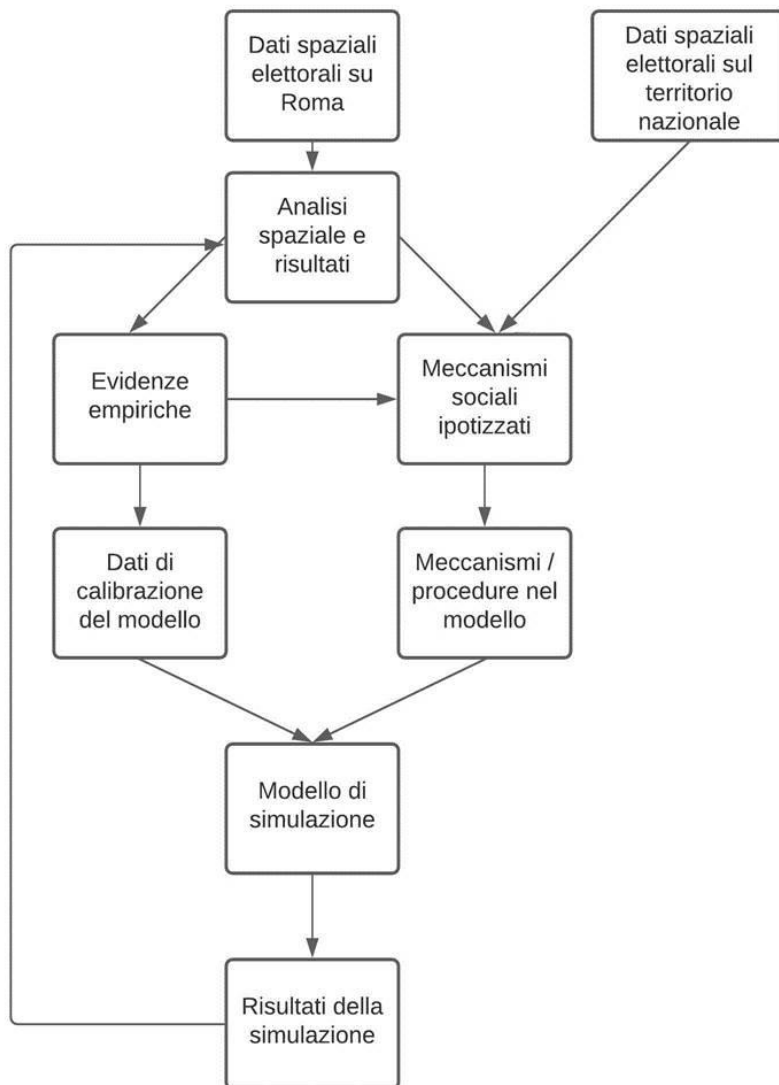 Dati spaziali
elettorali su
Roma
Dati spaziali
elettorali sul
territorio
nazionale
Analisi
spaziale e
risultati
Evidenze
empiriche
Meccanismi
sociali
ipotizzati
Dati di
calibrazione
del modello
Meccanismi /
procedure nel
modello
Modello di
simulazione
Risultati della
simulazione